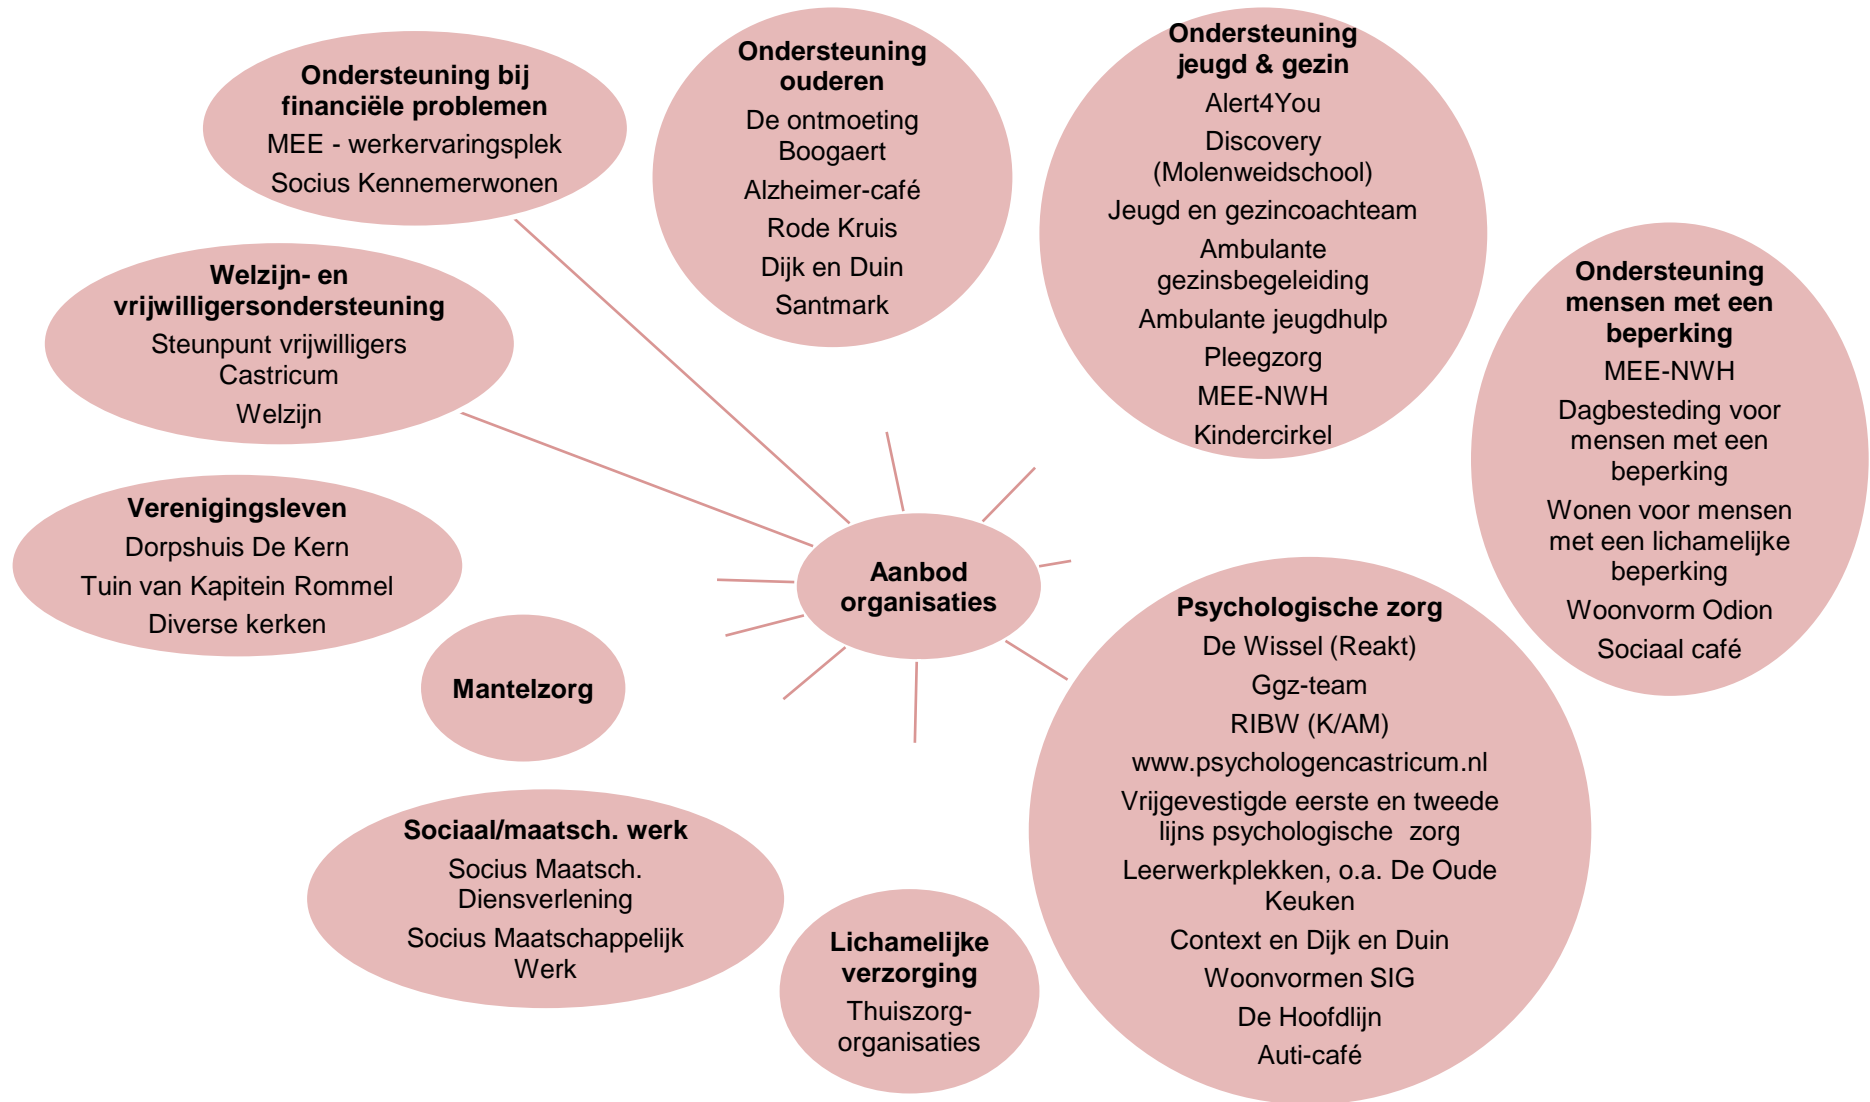 Ondersteuning bij
financiële problemen
MEE - werkervaringsplek
Socius Kennemerwonen
Ondersteuning
ouderen
De ontmoeting
Boogaert
Alzheimer-café
Rode Kruis
Dijk en Duin
Santmark
Ondersteuning
jeugd & gezin
Alert4You
Discovery
(Molenweidschool)
Jeugd en gezincoachteam
Ambulante
gezinsbegeleiding
Ambulante jeugdhulp
Pleegzorg
MEE-NWH
Kindercirkel
Ondersteuning
mensen met een
beperking
MEE-NWH
Dagbesteding voor
mensen met een
beperking
Wonen voor mensen
met een lichamelijke
beperking
Woonvorm Odion
Sociaal café
Welzijn- en
vrijwilligersondersteuning
Steunpunt vrijwilligers
Castricum
Welzijn
Verenigingsleven
Dorpshuis De Kern
Tuin van Kapitein Rommel
Diverse kerken
Aanbod
organisaties
Mantelzorg
Psychologische zorg
De Wissel (Reakt)
Ggz-team
RIBW (K/AM)
www.psychologencastricum.nl
Vrijgevestigde eerste en tweede
lijns psychologische  zorg
Leerwerkplekken, o.a. De Oude
Keuken
Context en Dijk en Duin
Woonvormen SIG
De Hoofdlijn
Auti-café
Sociaal/maatsch. werk
Socius Maatsch.
Diensverlening
Socius Maatschappelijk
Werk
Lichamelijke
verzorging
Thuiszorg-
organisaties